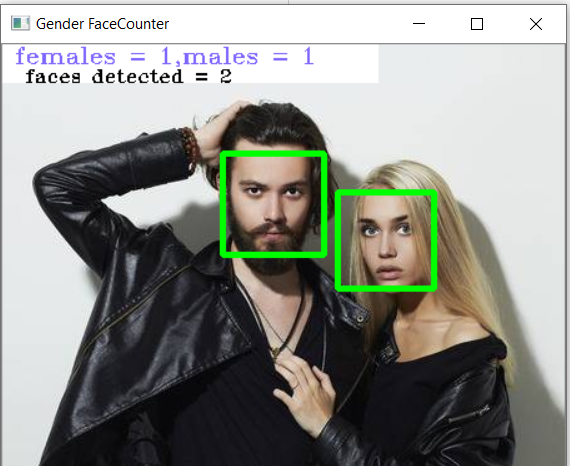 Gender FaceCounter
females = 1,males = 1
faces detected = 2